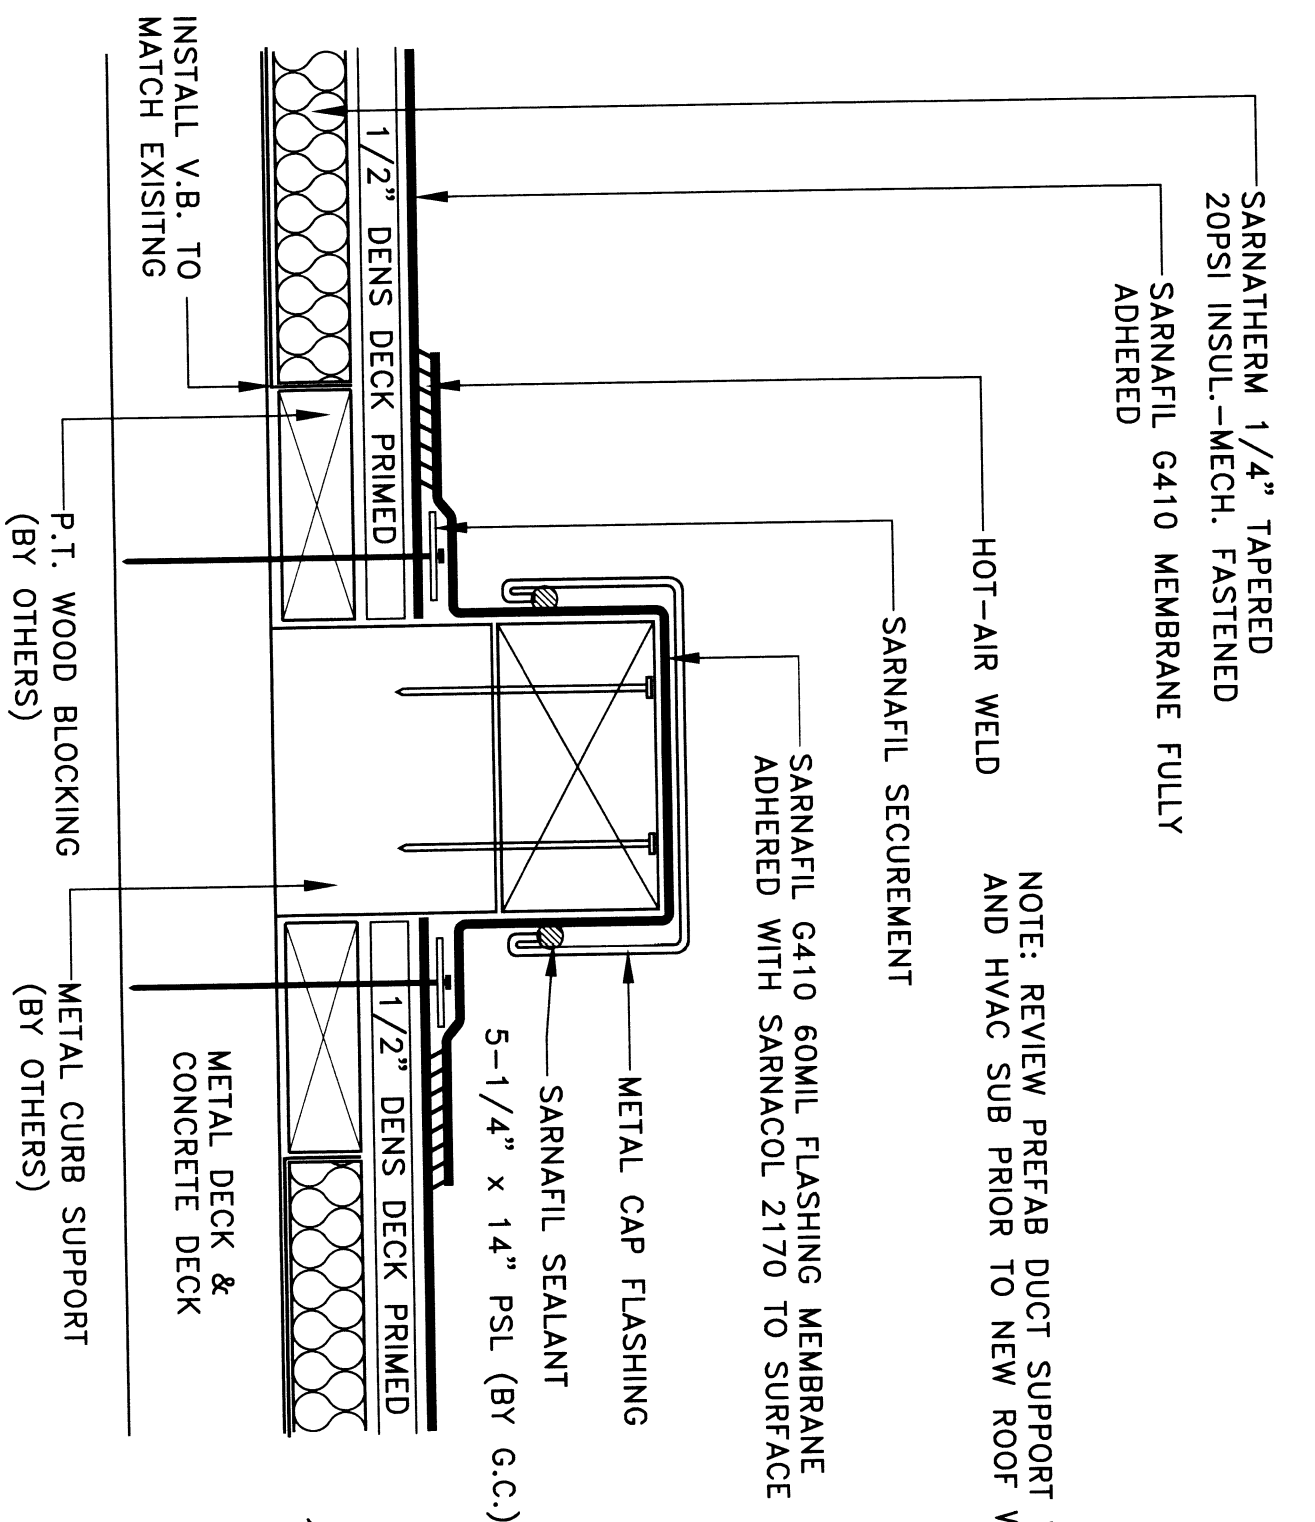 SARNATHERM 1/4" TAPERED
20PSI INSUL.-MECH. FASTENED
SARNAFIL G410 MEMBRANE FULLY
ADHERED
NOTE: REVIEW PREFAB DUCT SUPPORT
AND HVAC SUB PRIOR TO NEW ROOF
HOT-AIR WELD
SARNAFIL SECUREMENT
SARNAFIL G410 60MIL FLASHING MEMBRANE
ADHERED WITH SARNACOL 2170 TO SURFACE
METAL CAP FLASHING
SARNAFIL SEALANT
5-1/4" x 14" PSL (BY G.C.)
1/2" DENS DECK PRIMED
1/2" DENS DECK PRIMED
INSTALL V.B. TO
MATCH EXISITNG
METAL DECK &
CONCRETE DECK
P.T. WOOD BLOCKING
(BY OTHERS)
METAL CURB SUPPORT
(BY OTHERS)